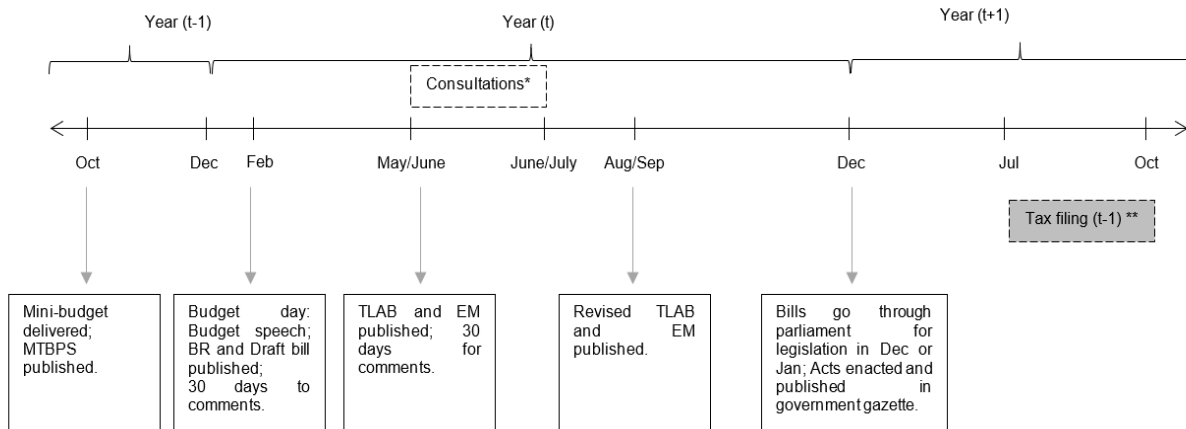 Year (t-1)
Year (t)
Year (t+1)
Consultations*
Oct
Dec
Feb
May/June
June/July
Aug/Sep
Dec
Jul
Oct
Tax filing (t-1) **
Mini-budget
delivered;
MTBPS
published.
Budget day:
Budget speech;
BR and Draft bill
published;
30 days to
comments.
TLAB and EM
published; 30
days for
comments.
Revised TLAB
and EM
published.
Bills go through
parliament for
legislation in Dec or
Jan; Acts enacted and
published in
government gazette.